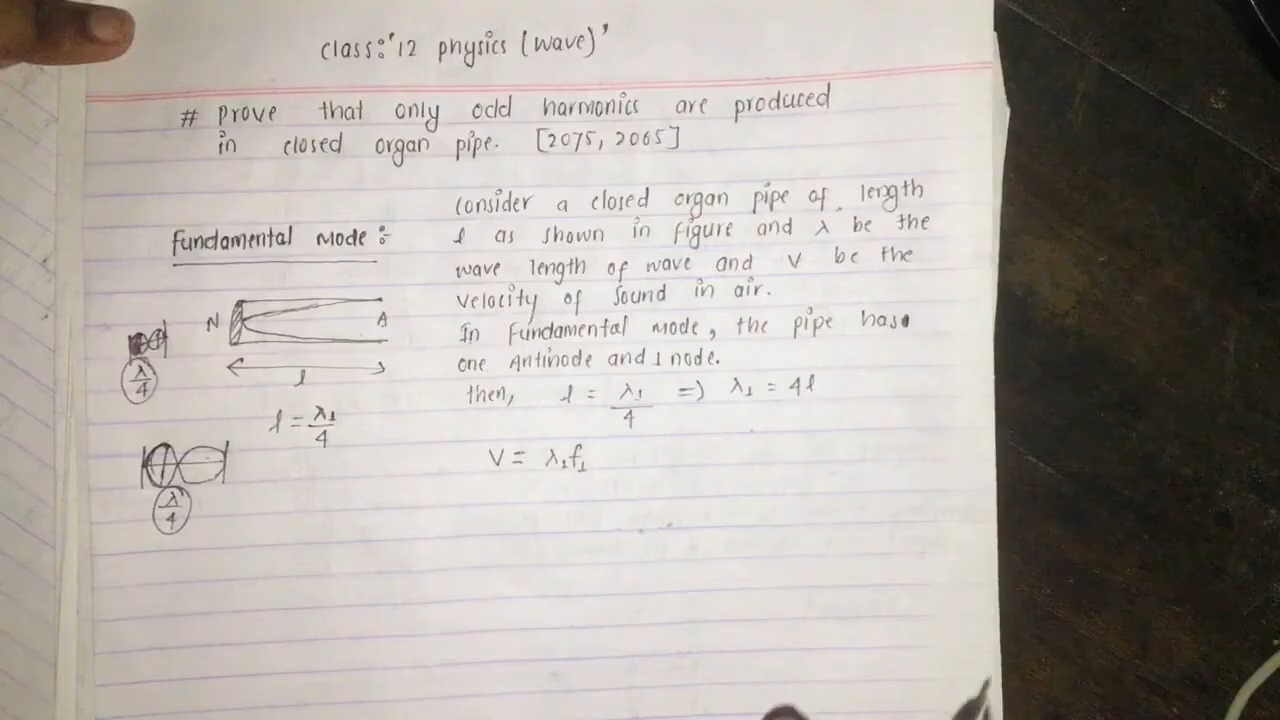 class:'12 physics (wave)'
# Prove that only odd harmonics are produced
in closed organ pipe. [2075, 2065]
Consider a closed organ pipe of length
Fundamental Mode :-
l as shown in figure and λ be the
wave length of wave and V be the
velocity of sound in air.
N A
In Fundamental mode, the pipe has
one Antinode and 1 node.
λ/4
l
then, l = λ1/4 => λ1 = 4l
l = λ1/4
V = λ1f1
λ/4